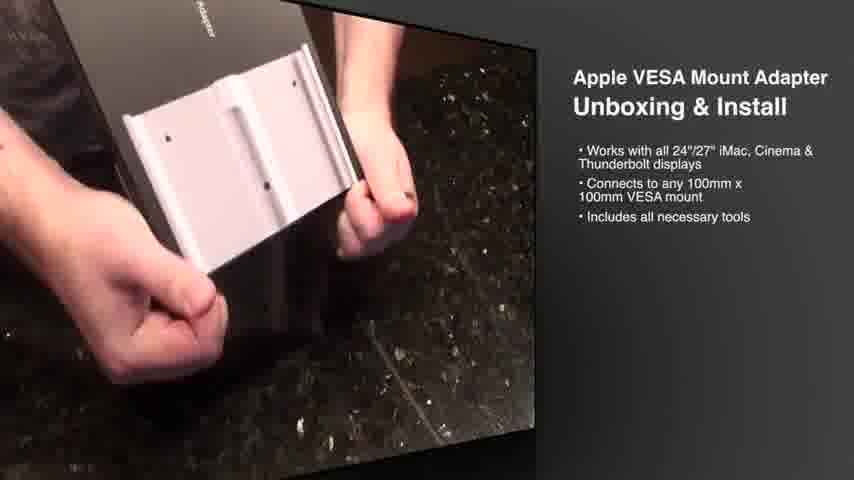 Adapter
Apple VESA Mount Adapter
Unboxing & Install
• Works with all 24"/27" iMac, Cinema &
Thunderbolt displays
• Connects to any 100mm x
100mm VESA mount
• Includes all necessary tools